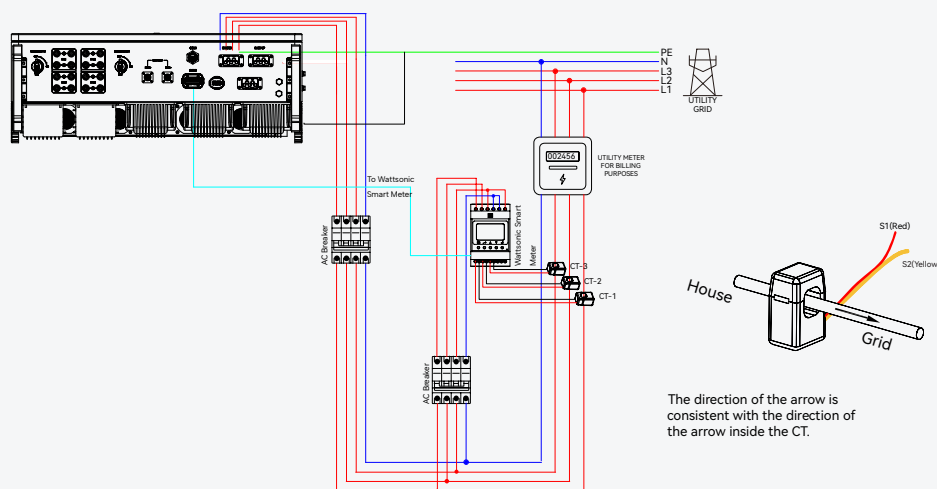 PE
N
L3
L2
L1
UTILITY
GRID
002456
UTILITY METER
FOR BILLING
PURPOSES
To Wattsonic
Smart Meter
AC Breaker
Wattsonic Smart
Meter
CT-3
CT-2
CT-1
AC Breaker
S1(Red)
S2(Yellow
House
Grid
The direction of the arrow is
consistent with the direction of
the arrow inside the CT.